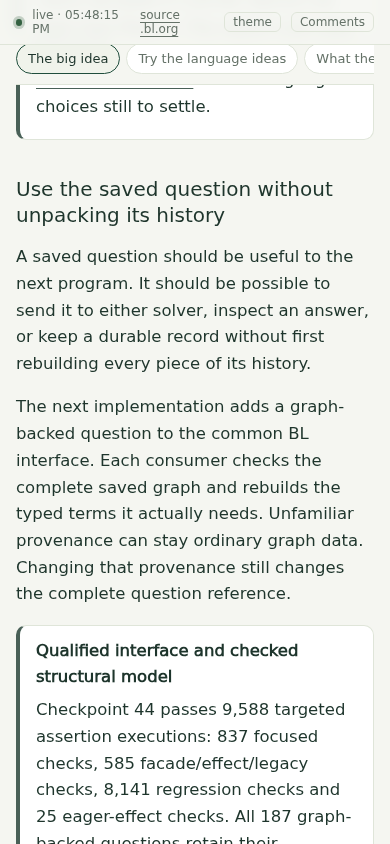 live · 05:48:15 PM
source.bl.org
theme
Comments
The big idea
Try the language ideas
What the
choices still to settle.
Use the saved question without
unpacking its history
A saved question should be useful to the
next program. It should be possible to
send it to either solver, inspect an answer,
or keep a durable record without first
rebuilding every piece of its history.
The next implementation adds a graph-
backed question to the common BL
interface. Each consumer checks the
complete saved graph and rebuilds the
typed terms it actually needs. Unfamiliar
provenance can stay ordinary graph data.
Changing that provenance still changes
the complete question reference.
Qualified interface and checked
structural model
Checkpoint 44 passes 9,588 targeted
assertion executions: 837 focused
checks, 585 facade/effect/legacy
checks, 8,141 regression checks and
25 eager-effect checks. All 187 graph-
backed questions retain their